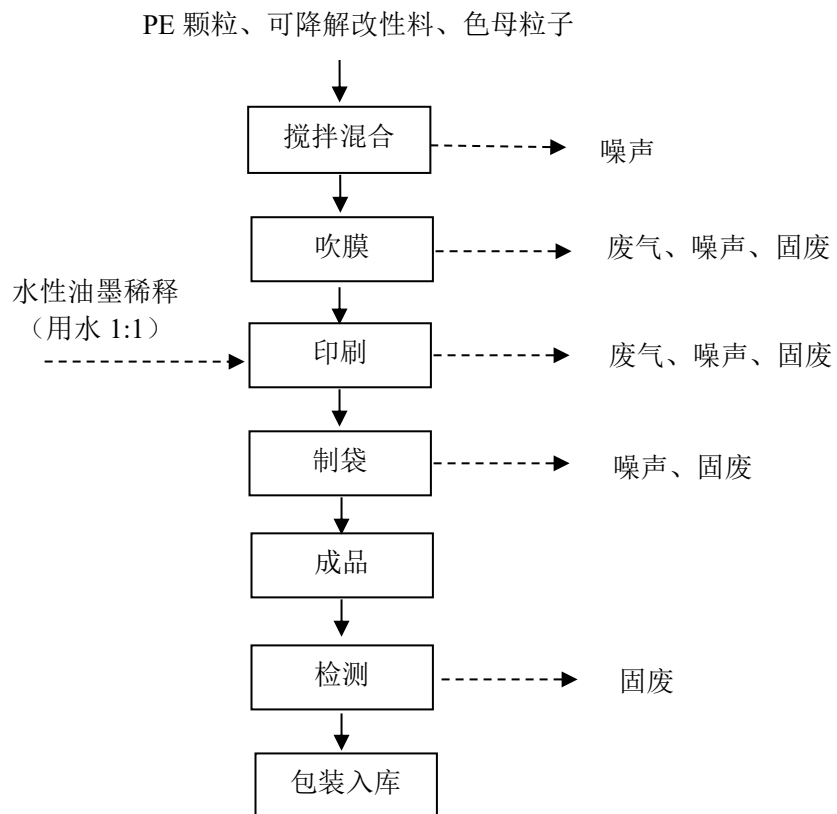 PE 颗粒、可降解改性料、色母粒子
搅拌混合
噪声
吹膜
废气、噪声、固废
水性油墨稀释
（用水 1:1）
印刷
废气、噪声、固废
制袋
噪声、固废
成品
检测
固废
包装入库